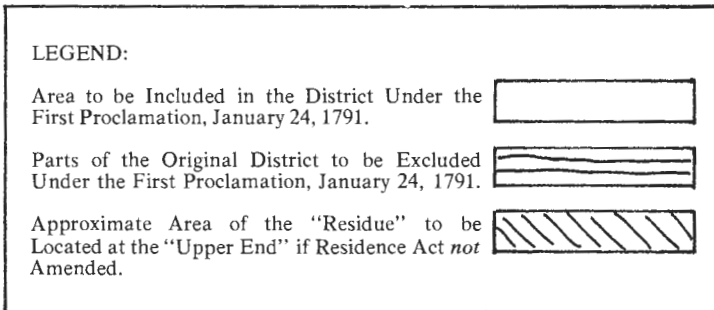 LEGEND:
Area to be Included in the District Under the
First Proclamation, January 24, 1791.
Parts of the Original District to be Excluded
Under the First Proclamation, January 24, 1791.
Approximate Area of the “Residue” to be
Located at the “Upper End” if Residence Act not
Amended.